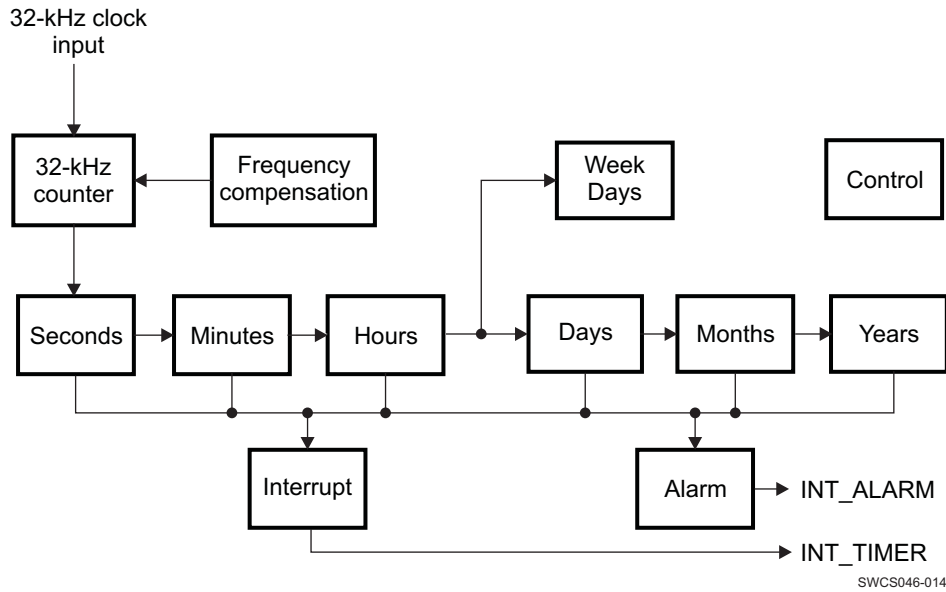 32-kHz clock
input
32-kHz
counter
Frequency
compensation
Week
Days
Control
Seconds
Minutes
Hours
Days
Months
Years
Interrupt
Alarm
INT_ALARM
INT_TIMER
SWCS046-014